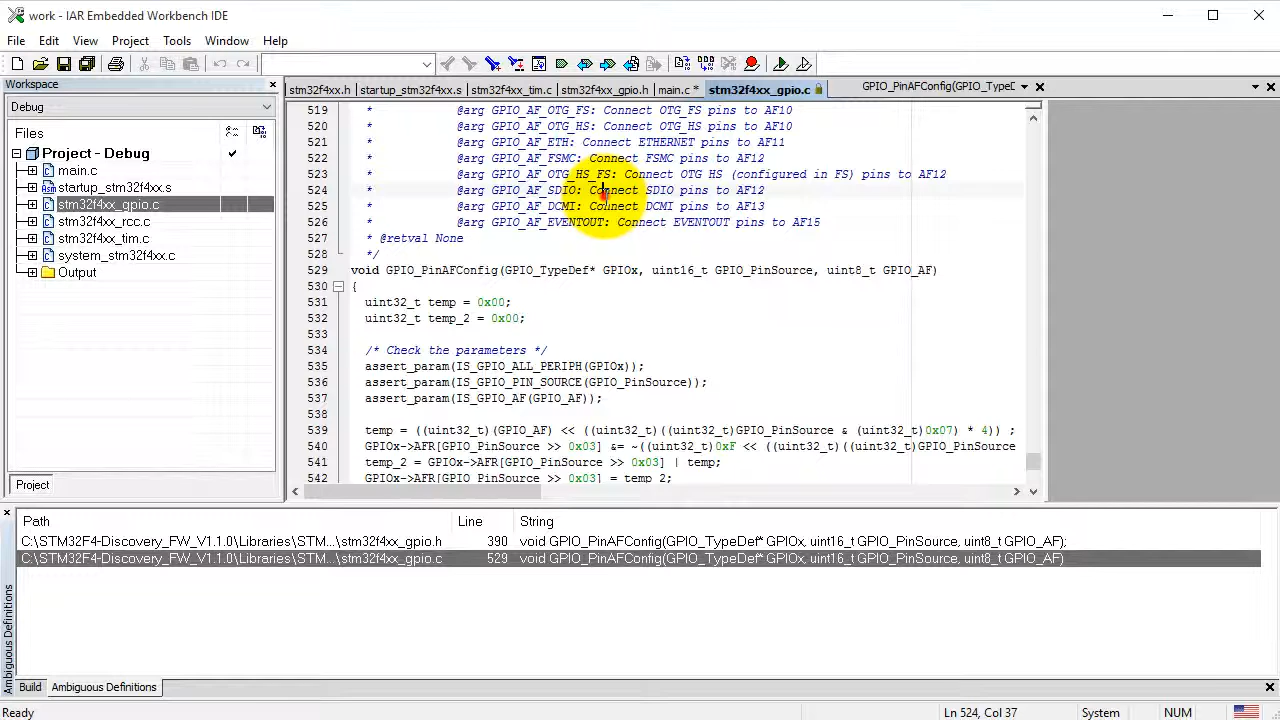 work - IAR Embedded Workbench IDE
File Edit View Project Tools Window Help
Workspace
stm32f4xx.h startup_stm32f4xx.s stm32f4xx_tim.c stm32f4xx_gpio.h main.c * stm32f4xx_gpio.c GPIO_PinAFConfig(GPIO_TypeD
Debug
Files
Project - Debug
main.c
startup_stm32f4xx.s
stm32f4xx_gpio.c
stm32f4xx_rcc.c
stm32f4xx_tim.c
system_stm32f4xx.c
Output
Project
519 * @arg GPIO_AF_OTG_FS: Connect OTG_FS pins to AF10
520 * @arg GPIO_AF_OTG_HS: Connect OTG_HS pins to AF10
521 * @arg GPIO_AF_ETH: Connect ETHERNET pins to AF11
522 * @arg GPIO_AF_FSMC: Connect FSMC pins to AF12
523 * @arg GPIO_AF_OTG_HS_FS: Connect OTG HS (configured in FS) pins to AF12
524 * @arg GPIO_AF_SDIO: Connect SDIO pins to AF12
525 * @arg GPIO_AF_DCMI: Connect DCMI pins to AF13
526 * @arg GPIO_AF_EVENTOUT: Connect EVENTOUT pins to AF15
527 * @retval None
528 */
529 void GPIO_PinAFConfig(GPIO_TypeDef* GPIOx, uint16_t GPIO_PinSource, uint8_t GPIO_AF)
530 {
531 uint32_t temp = 0x00;
532 uint32_t temp_2 = 0x00;
533
534 /* Check the parameters */
535 assert_param(IS_GPIO_ALL_PERIPH(GPIOx));
536 assert_param(IS_GPIO_PIN_SOURCE(GPIO_PinSource));
537 assert_param(IS_GPIO_AF(GPIO_AF));
538
539 temp = ((uint32_t)(GPIO_AF) << ((uint32_t)((uint32_t)GPIO_PinSource & (uint32_t)0x07) * 4)) ;
540 GPIOx->AFR[GPIO_PinSource >> 0x03] &= ~((uint32_t)0xF << ((uint32_t)((uint32_t)GPIO_PinSource
541 temp_2 = GPIOx->AFR[GPIO_PinSource >> 0x03] | temp;
542 GPIOx->AFR[GPIO_PinSource >> 0x03] = temp_2;
Path Line String
C:\STM32F4-Discovery_FW_V1.1.0\Libraries\STM...\stm32f4xx_gpio.h 390 void GPIO_PinAFConfig(GPIO_TypeDef* GPIOx, uint16_t GPIO_PinSource, uint8_t GPIO_AF);
C:\STM32F4-Discovery_FW_V1.1.0\Libraries\STM...\stm32f4xx_gpio.c 529 void GPIO_PinAFConfig(GPIO_TypeDef* GPIOx, uint16_t GPIO_PinSource, uint8_t GPIO_AF)
Ambiguous Definitions
Build Ambiguous Definitions
Ready Ln 524, Col 37 System NUM